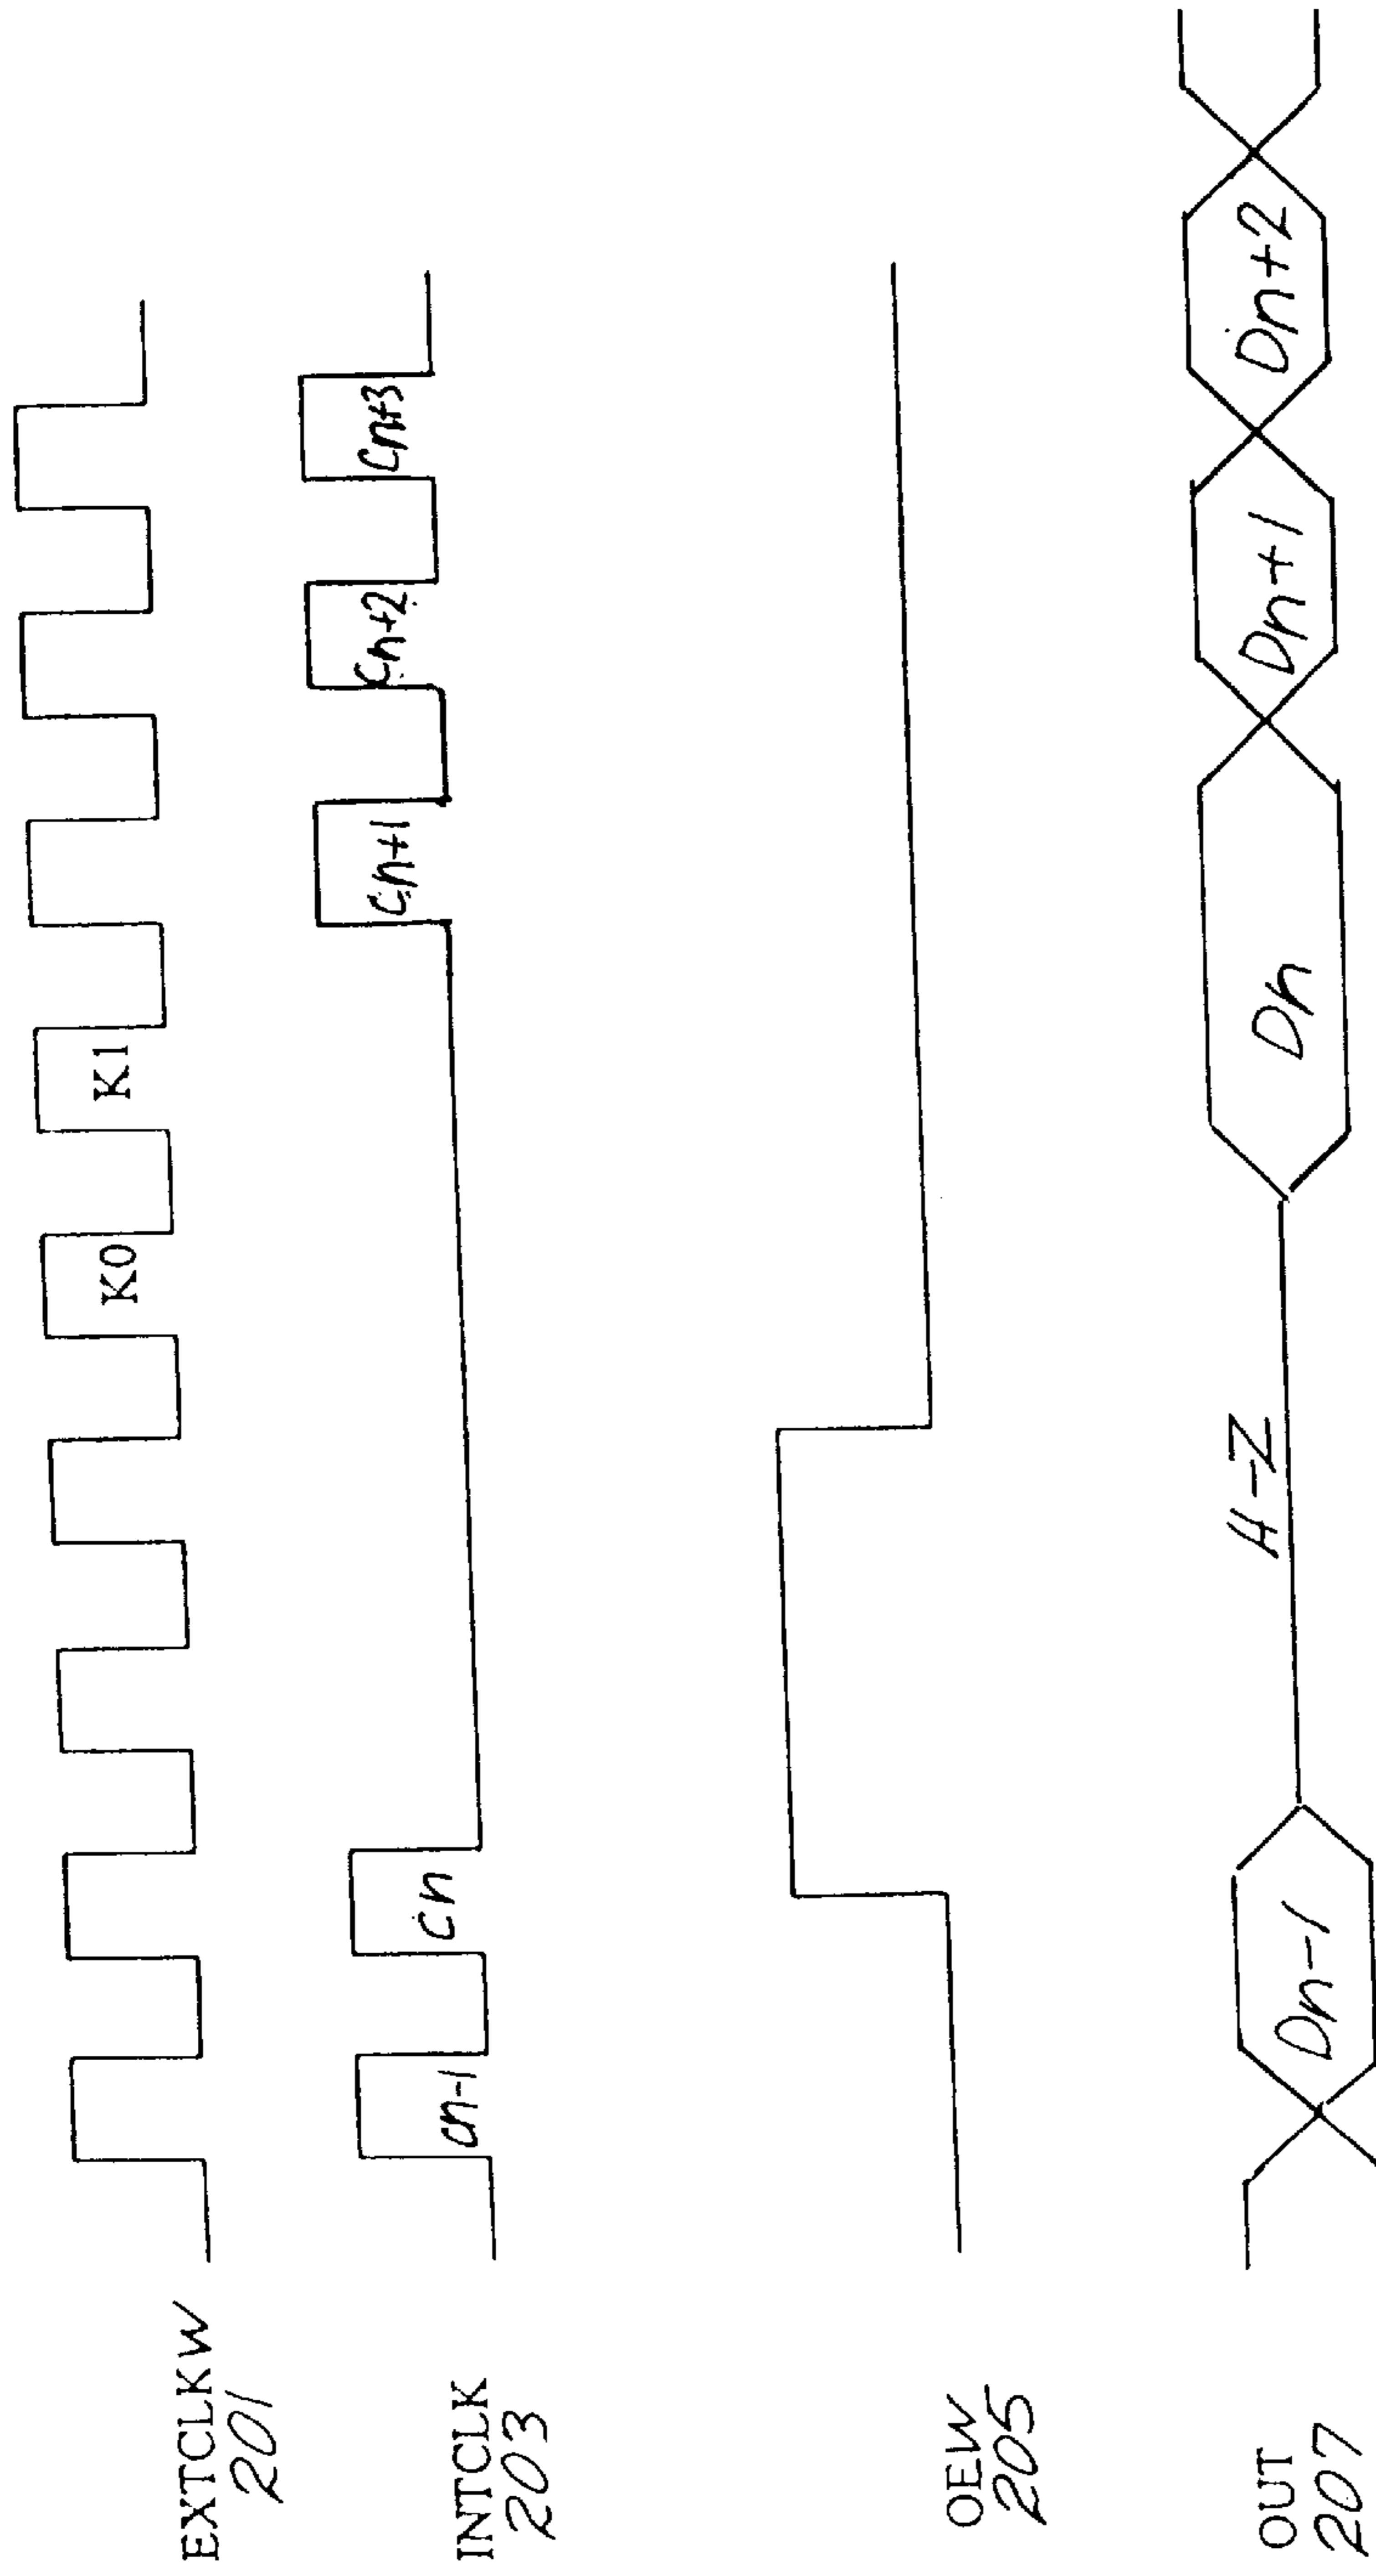 EXTCLKW
201
K0
K1
INTCLK
203
Cn-1
Cn
Cn+1
Cn+2
Cn+3
OEW
205
OUT
207
Dn-1
H-Z
Dn
Dn+1
Dn+2